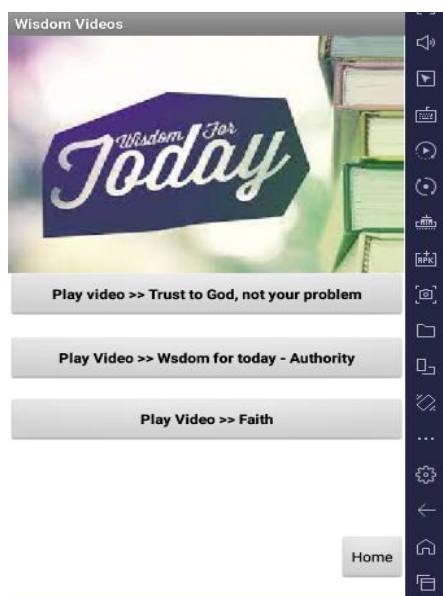 Wisdom Videos
Wisdom For
Today
Play video >> Trust to God, not your problem
Play Video >> Wsdom for today - Authority
Play Video >> Faith
Home